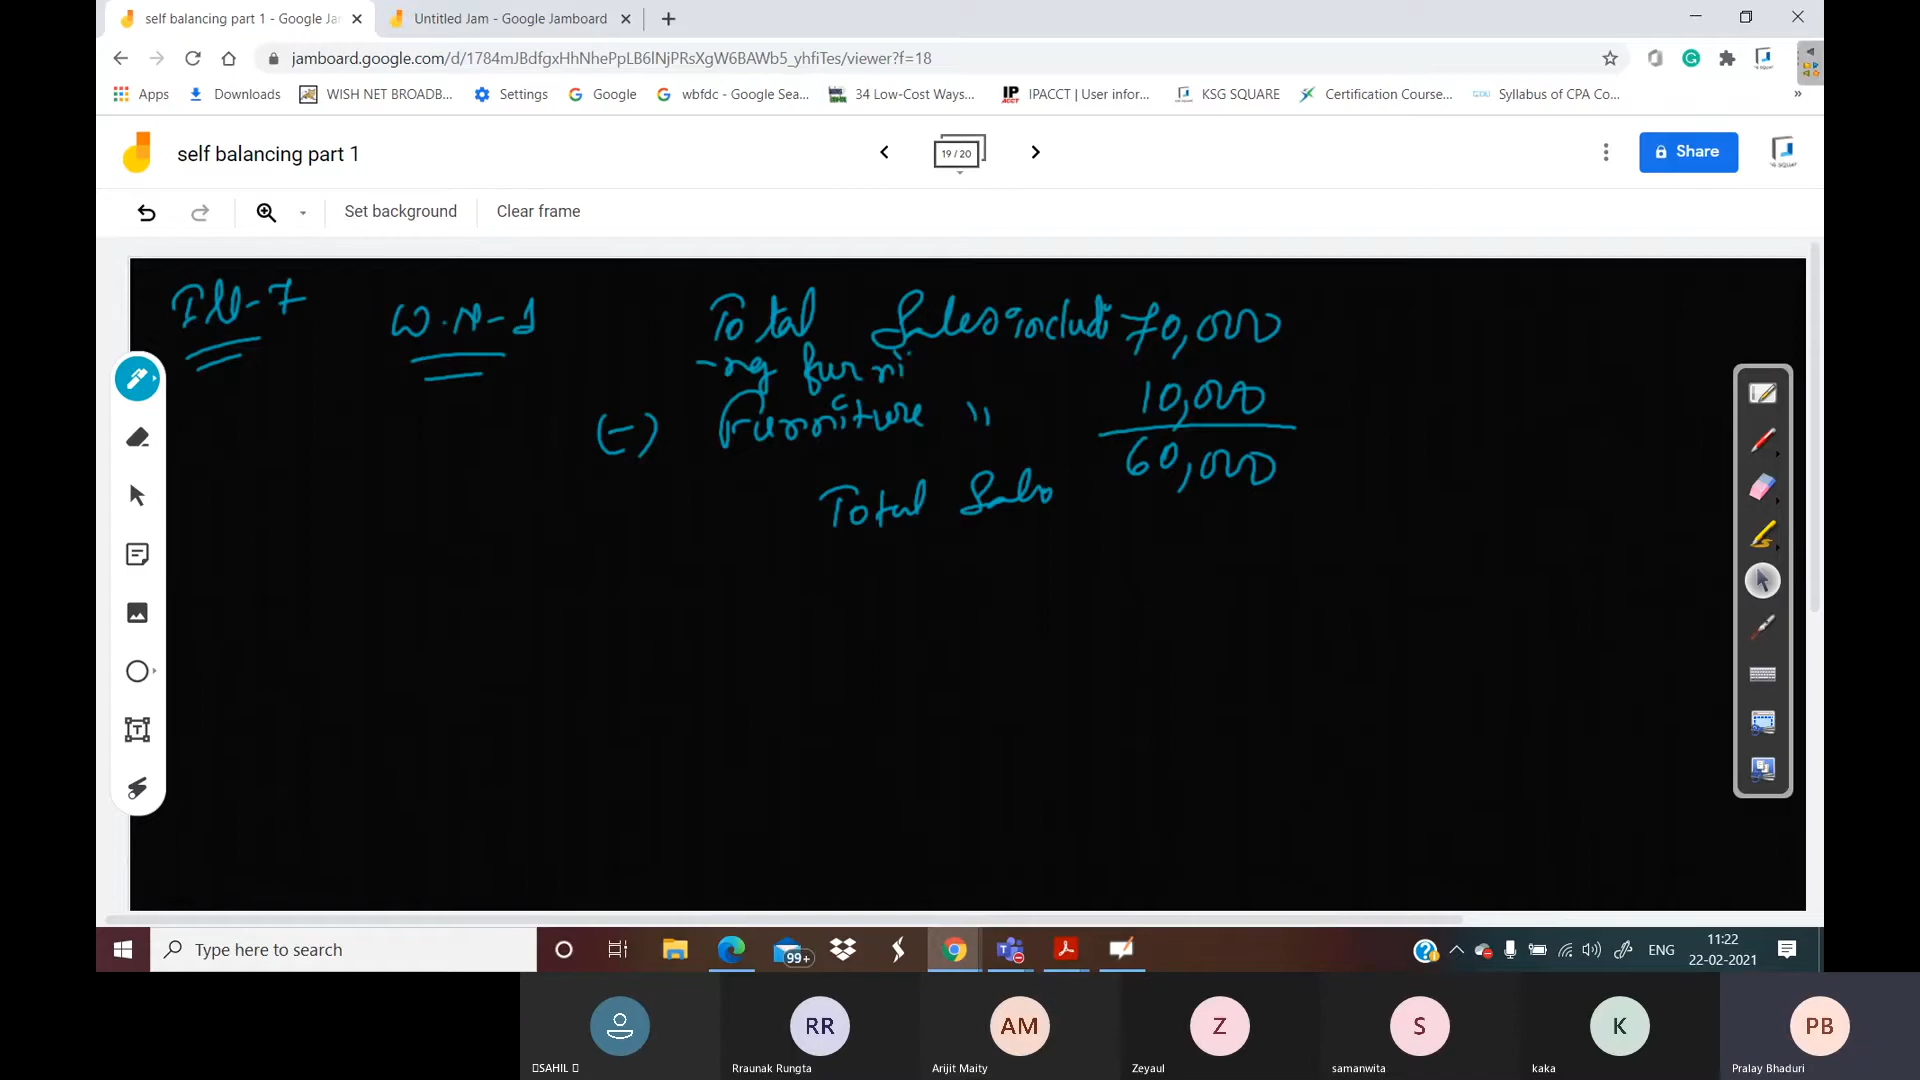 self balancing part 1 - Google Ja
Untitled Jam - Google Jamboard
jamboard.google.com/d/1784mJBdfgxHhNhePpLB6lNjPRsXgW6BAWb5_yhfiTes/viewer?f=18
Apps Downloads WISH NET BROADB... Settings Google wbfdc - Google Sea... 34 Low-Cost Ways... IPACCT | User infor... KSG SQUARE Certification Course... Syllabus of CPA Co... »
self balancing part 1
19 / 20
Share
Set background Clear frame
Ill-7 W.N-1 Total Sales includi 70,000
-ng furni
(-) Furniture " 10,000
60,000
Total Sales
Type here to search
99+
ENG
11:22
22-02-2021
RR AM Z S K PB
SAHIL Rraunak Rungta Arijit Maity Zeyaul samanwita kaka Pralay Bhaduri